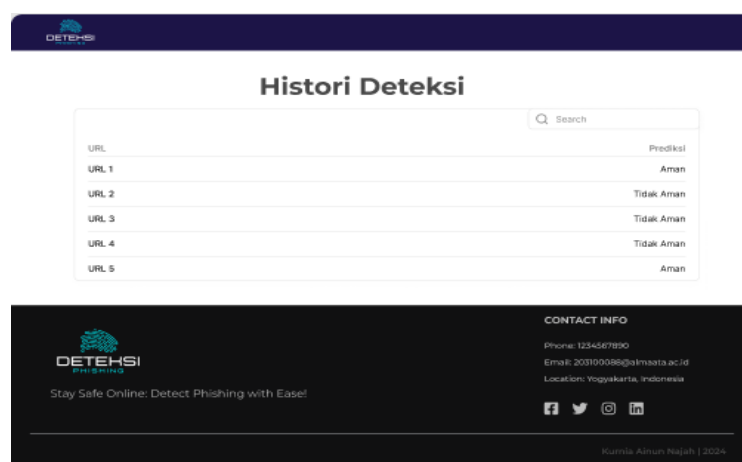 DETEKSI
PHISHING
Histori Deteksi
Search
URL Prediksi
URL 1 Aman
URL 2 Tidak Aman
URL 3 Tidak Aman
URL 4 Tidak Aman
URL 5 Aman
DETEKSI
PHISHING
Stay Safe Online: Detect Phishing with Ease!
CONTACT INFO
Phone: 1234567890
Email: 203100088@almaata.ac.id
Location: Yogyakarta, Indonesia
Kurnia Ainun Najah | 2024